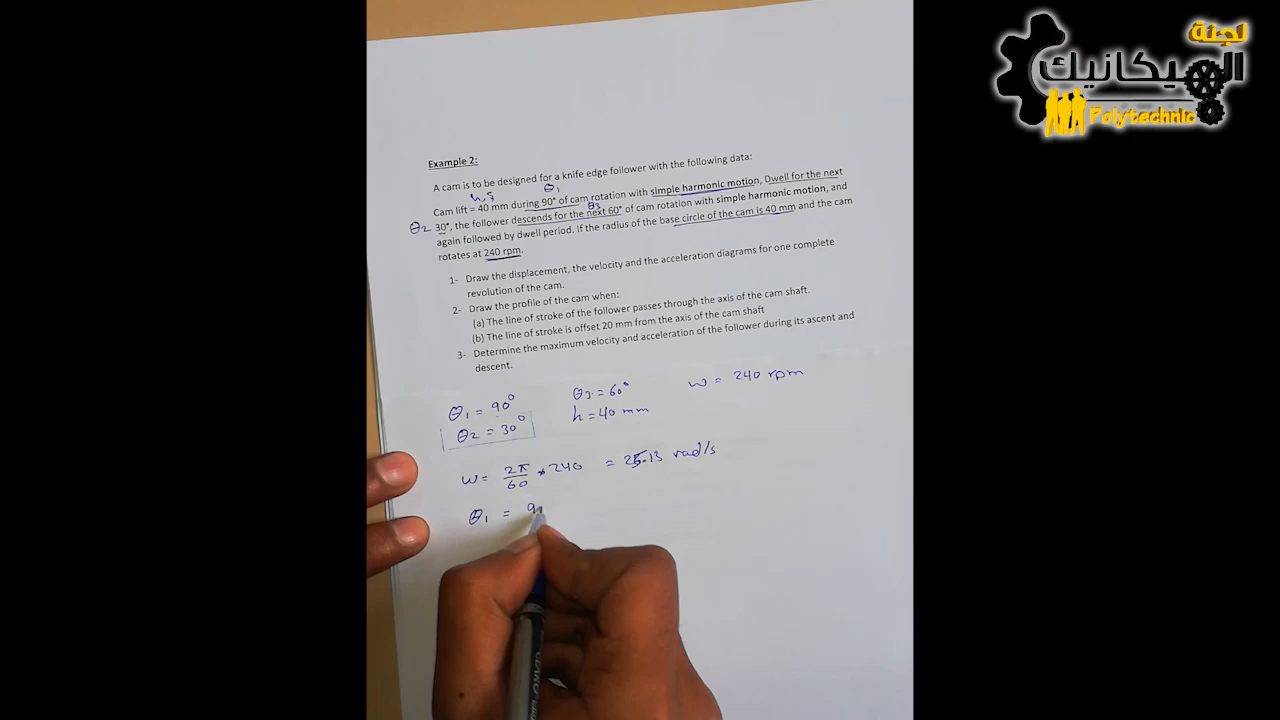 لجنة
الميكانيك
Polytechnic
Example 2:
A cam is to be designed for a knife edge follower with the following data:
h, S
θ1
Cam lift = 40 mm during 90° of cam rotation with simple harmonic motion, Dwell for the next
θ3
θ2 30°, the follower descends for the next 60° of cam rotation with simple harmonic motion, and
again followed by dwell period. If the radius of the base circle of the cam is 40 mm and the cam
rotates at 240 rpm.
1- Draw the displacement, the velocity and the acceleration diagrams for one complete
revolution of the cam.
2- Draw the profile of the cam when:
(a) The line of stroke of the follower passes through the axis of the cam shaft.
(b) The line of stroke is offset 20 mm from the axis of the cam shaft
3- Determine the maximum velocity and acceleration of the follower during its ascent and
descent.
θ1 = 90° θ3 = 60° w = 240 rpm
θ2 = 30° h = 40 mm
w = 2π/60 * 240 = 25.13 rad/s
θ1 = 9